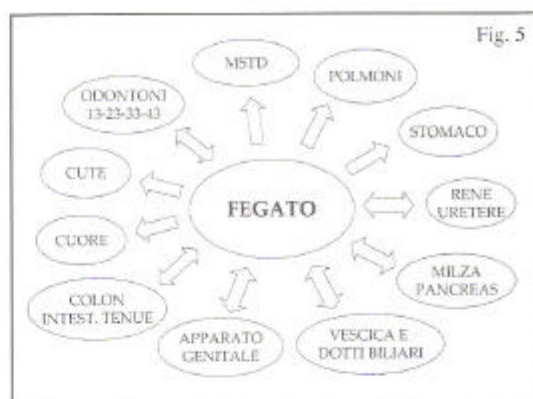 Fig. 5
MSTD
POLMONI
ODONTONI
13-23-33-43
STOMACO
CUTE
FEGATO
RENE
URETERE
CUORE
MILZA
PANCREAS
COLON
INTEST. TENUE
APPARATO
GENITALE
VESCICA E
DOTTI BILIARI